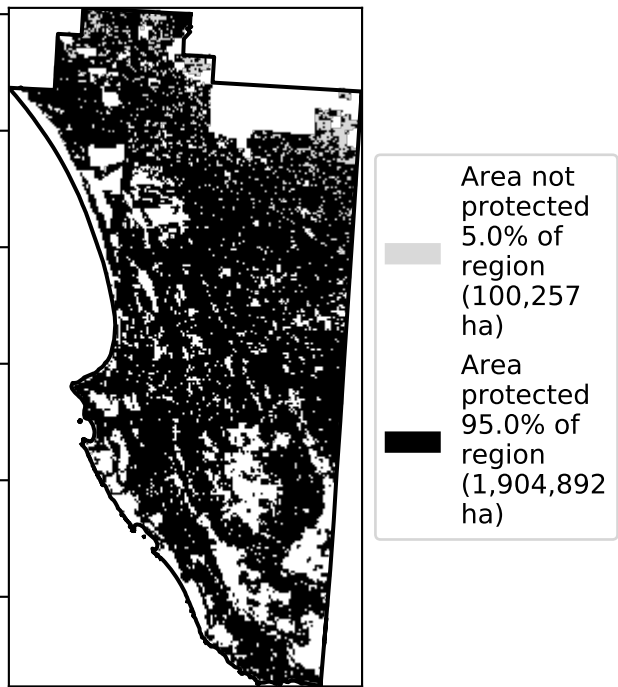 Area not
protected
5.0% of
region
(100,257
ha)
Area
protected
95.0% of
region
(1,904,892
ha)